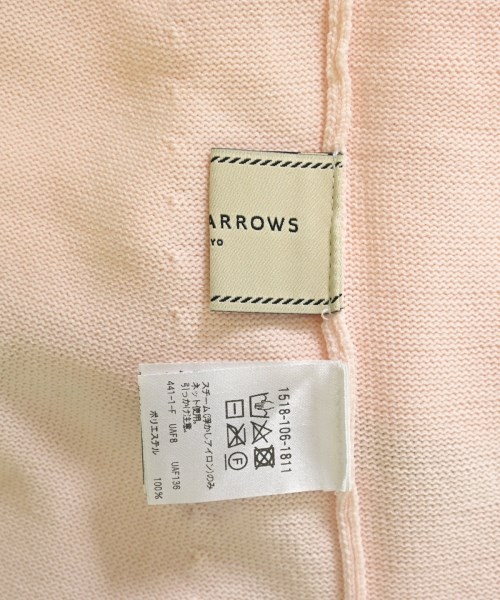 ARROWS
YO
1518-106-1811
F
スチーム(浮かしアイロン)のみ
ネット使用。
引っかけ注意。
441-1-F UAF8 UAF136
ポリエステル 100%